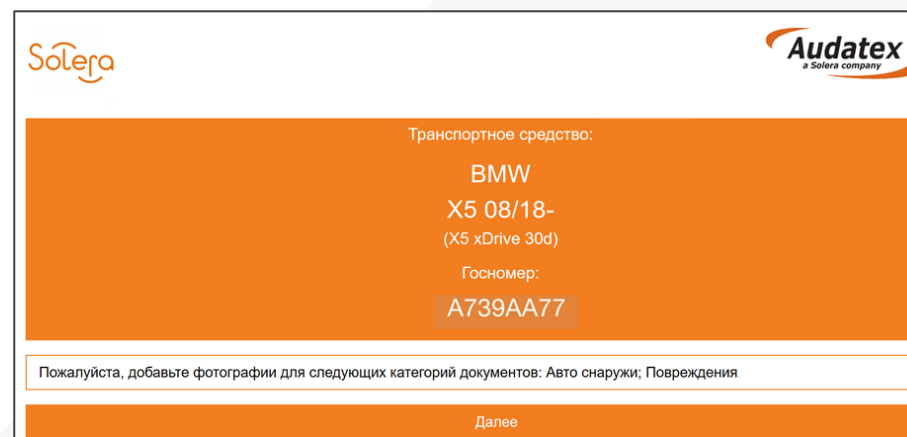 Solera
Audatex
a Solera company
Транспортное средство:
BMW
X5 08/18-
(X5 xDrive 30d)
Госномер:
A739AA77
Пожалуйста, добавьте фотографии для следующих категорий документов: Авто снаружи; Повреждения
Далее